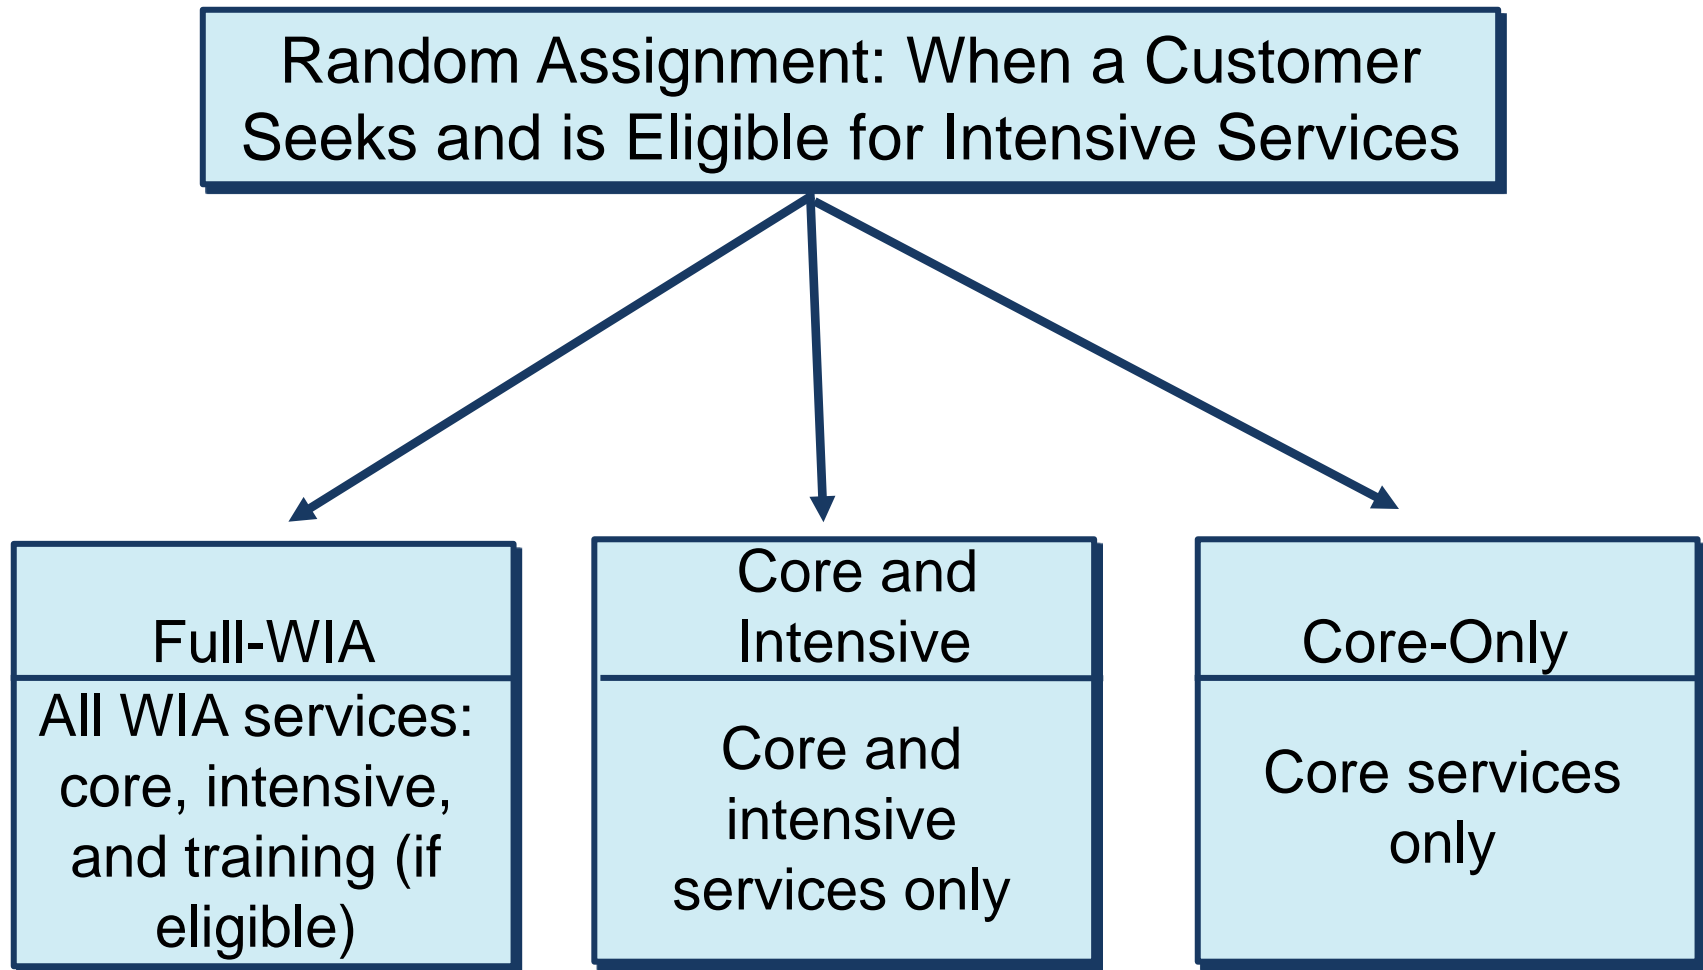 Random Assignment: When a Customer
Seeks and is Eligible for Intensive Services
Full-WIA
All WIA services:
core, intensive,
and training (if
eligible)
Core and
Intensive
Core and
intensive
services only
Core-Only
Core services
only